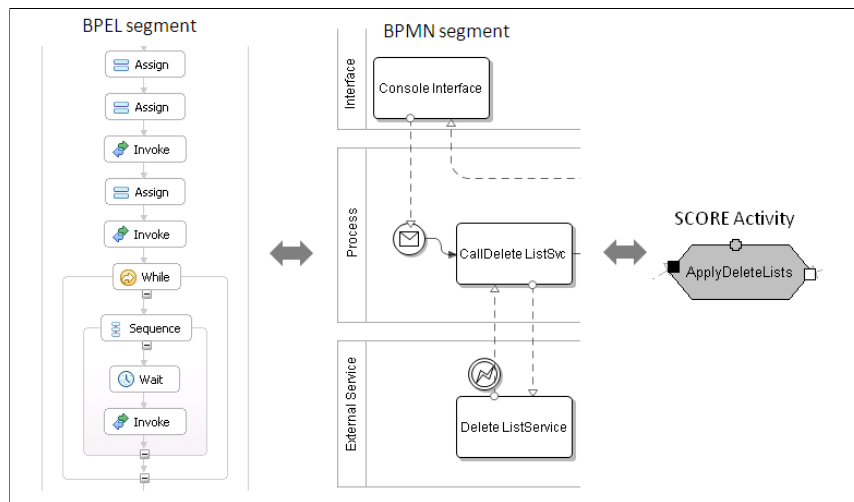 BPEL segment
Assign
Assign
Invoke
Assign
Invoke
While
Sequence
Wait
Invoke
BPMN segment
Interface
Console Interface
Process
CallDelete ListSvc
External Service
Delete ListService
SCORE Activity
ApplyDeleteLists